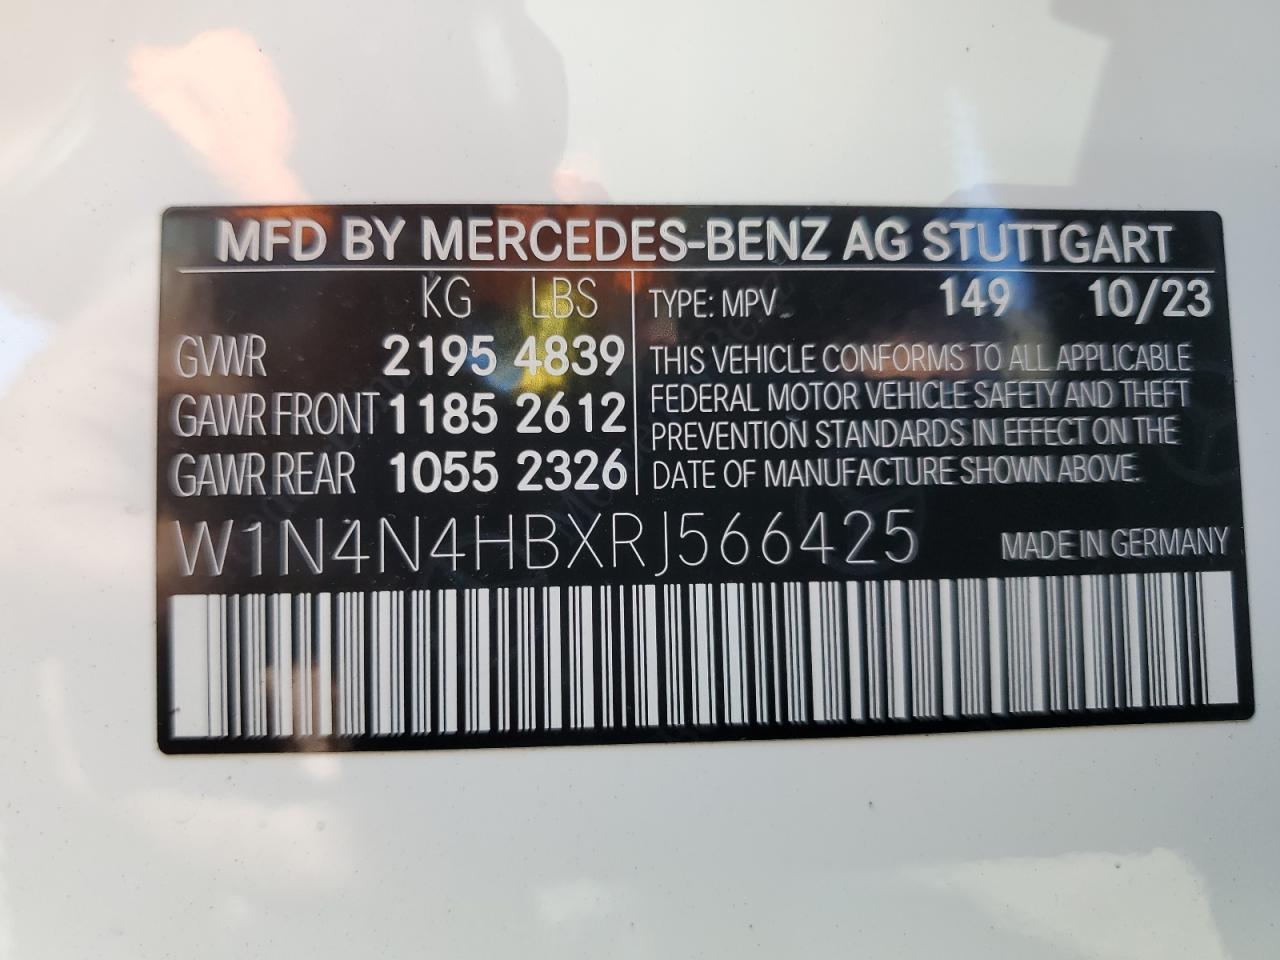 MFD BY MERCEDES-BENZ AG STUTTGART
KG LBS
GVWR 2195 4839
GAWR FRONT 1185 2612
GAWR REAR 1055 2326
TYPE: MPV 149 10/23
THIS VEHICLE CONFORMS TO ALL APPLICABLE
FEDERAL MOTOR VEHICLE SAFETY AND THEFT
PREVENTION STANDARDS IN EFFECT ON THE
DATE OF MANUFACTURE SHOWN ABOVE.
W1N4N4HBXRJ566425 MADE IN GERMANY